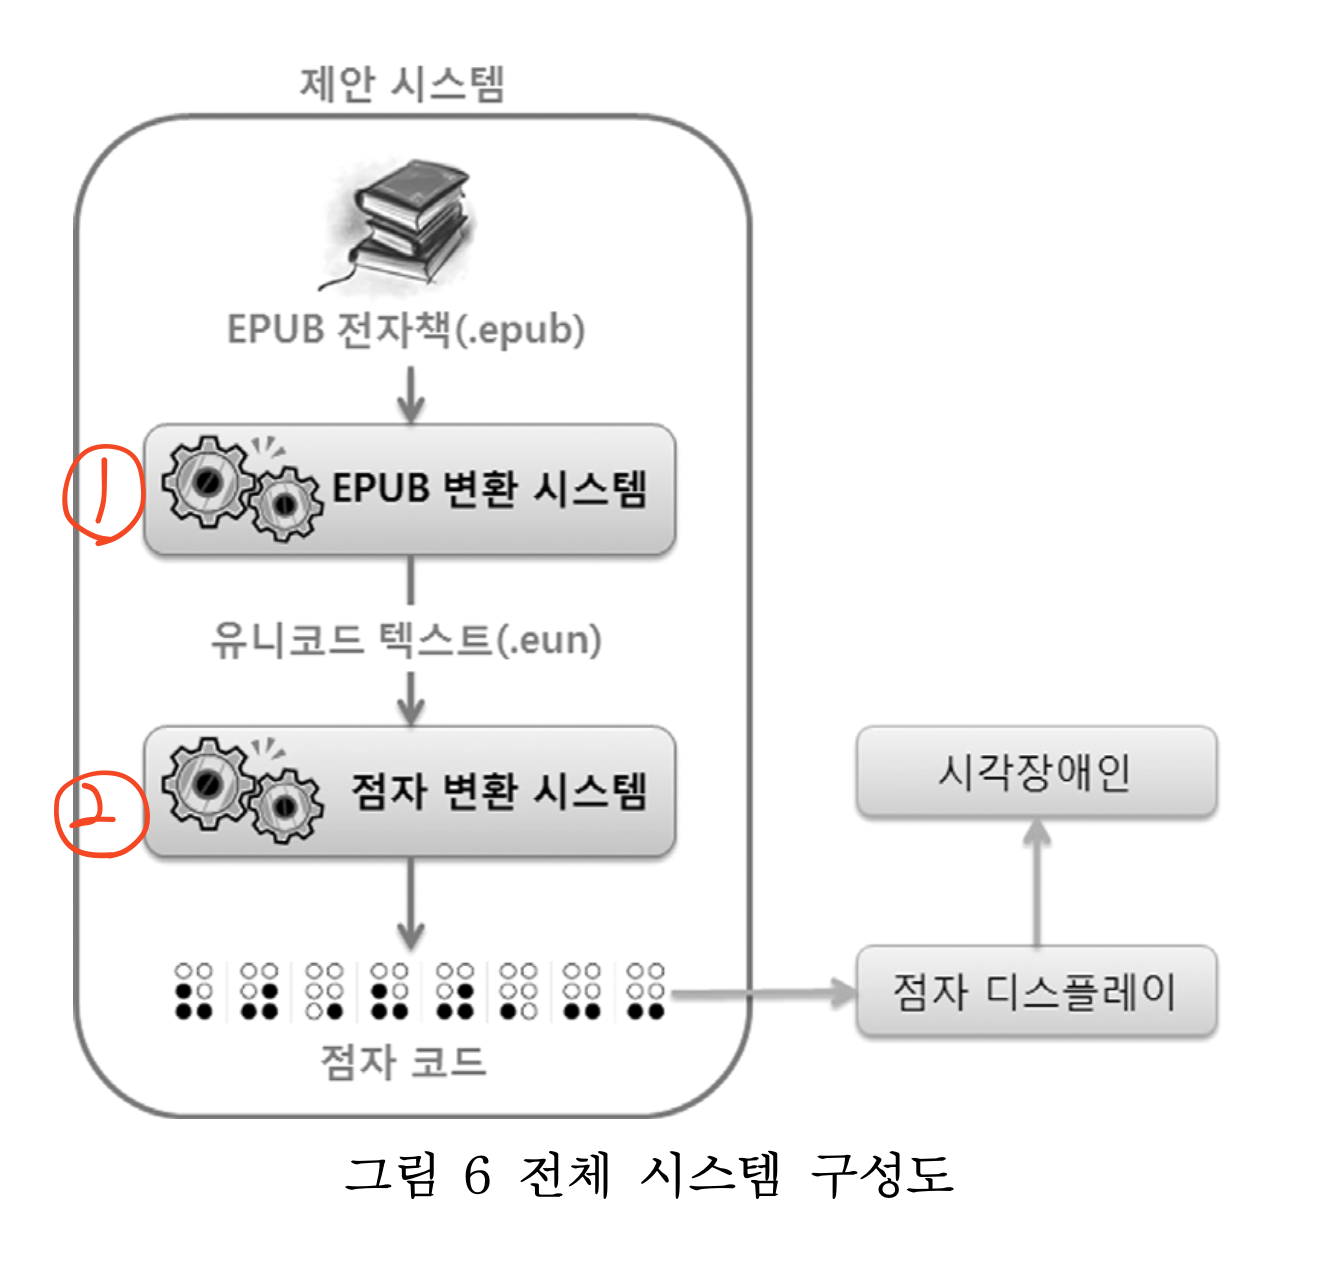 제안 시스템
EPUB 전자책(.epub)
1
EPUB 변환 시스템
유니코드 텍스트(.eun)
2
점자 변환 시스템
시각장애인
점자 디스플레이
점자 코드
그림 6 전체 시스템 구성도